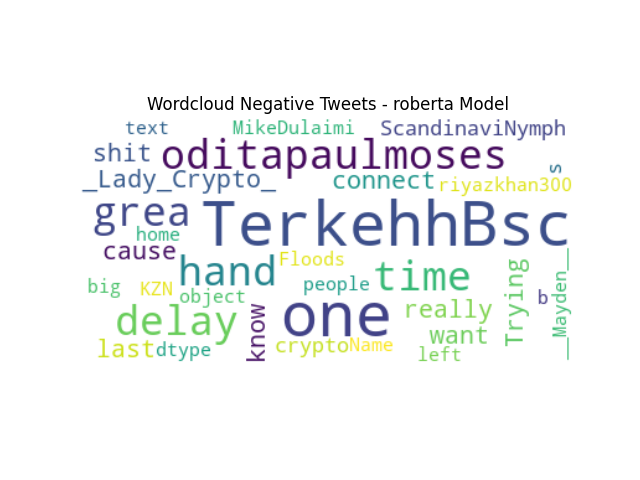 Wordcloud Negative Tweets - roberta Model
text MikeDulaimi ScandinaviNymph
shit oditapaulmoses s
_Lady_Crypto_ connect riyazkhan300
grea TerkehhBsc
home
cause Floods
hand people time
big KZN object
delay one really Trying b __Mayden__
know want
last dtype crypto Name left